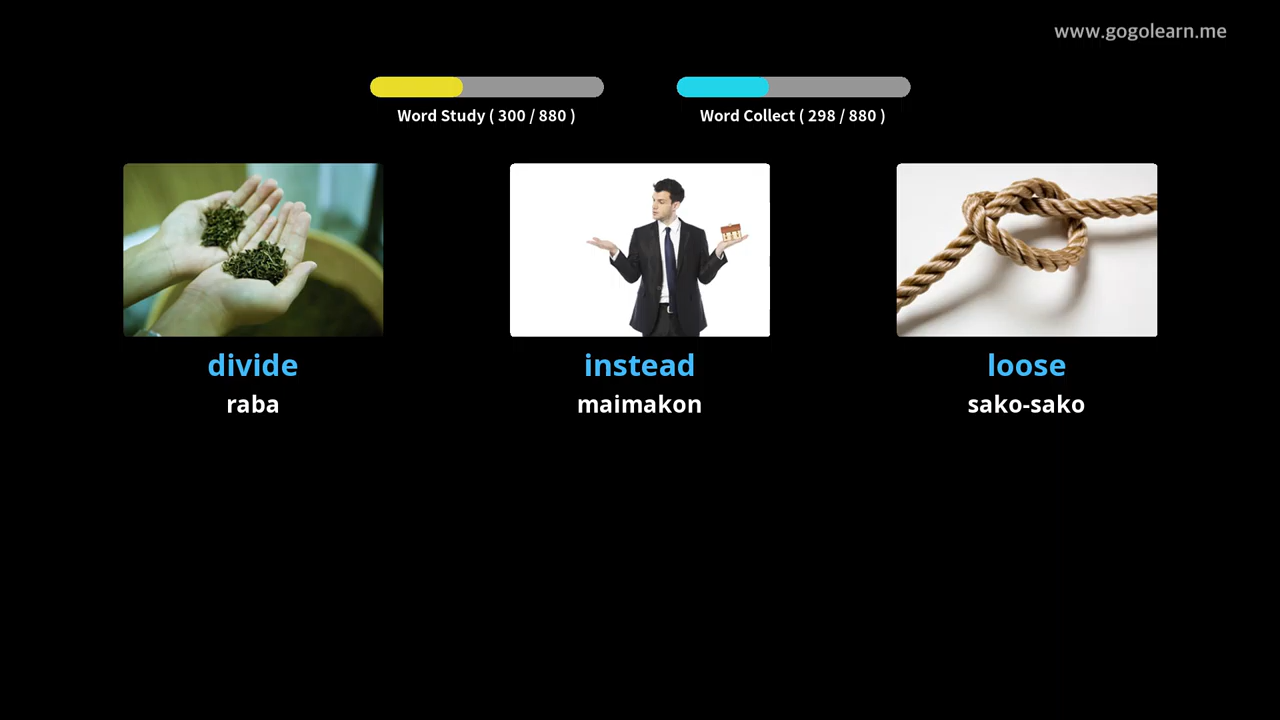 www.gogolearn.me
Word Study ( 300 / 880 )
Word Collect ( 298 / 880 )
divide
raba
instead
maimakon
loose
sako-sako